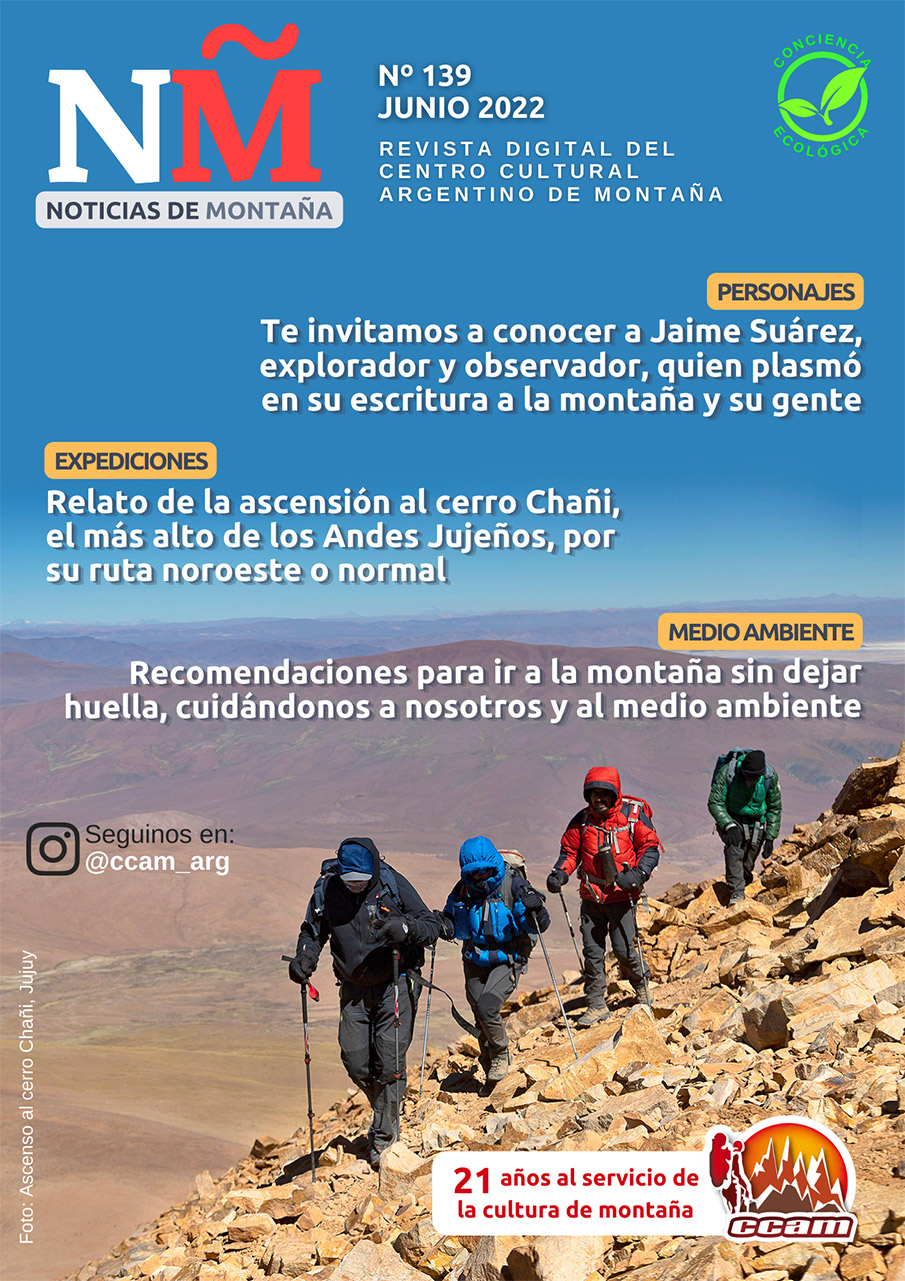 NM̃
NOTICIAS DE MONTAÑA
Nº 139
JUNIO 2022
REVISTA DIGITAL DEL
CENTRO CULTURAL
ARGENTINO DE MONTAÑA
CONCIENCIA
ECOLÓGICA
PERSONAJES
Te invitamos a conocer a Jaime Suárez,
explorador y observador, quien plasmó
en su escritura a la montaña y su gente
EXPEDICIONES
Relato de la ascensión al cerro Chañi,
el más alto de los Andes Jujeños, por
su ruta noroeste o normal
MEDIO AMBIENTE
Recomendaciones para ir a la montaña sin dejar
huella, cuidándonos a nosotros y al medio ambiente
Seguinos en:
@ccam_arg
Foto: Ascenso al cerro Chañi, Jujuy
21 años al servicio de
la cultura de montaña
ccam